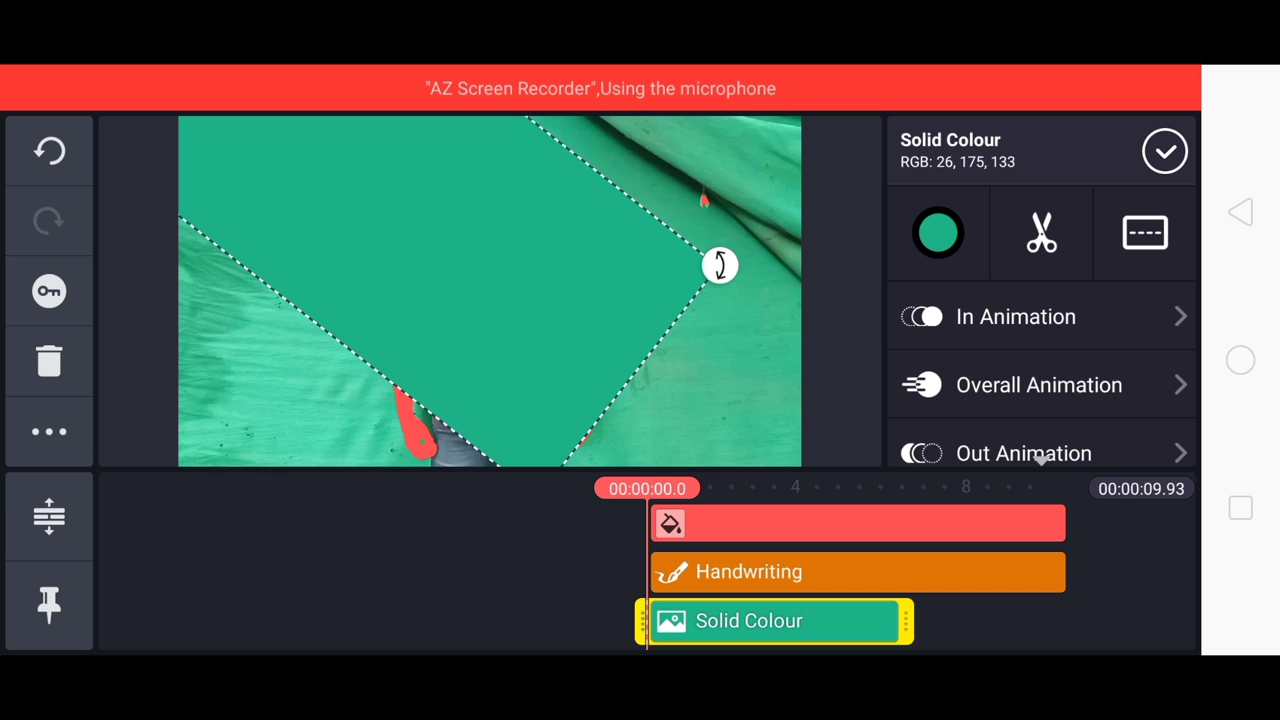 "AZ Screen Recorder",Using the microphone
Solid Colour
RGB: 26, 175, 133
In Animation
Overall Animation
Out Animation
00:00:00.0
4
8
00:00:09.93
Handwriting
Solid Colour